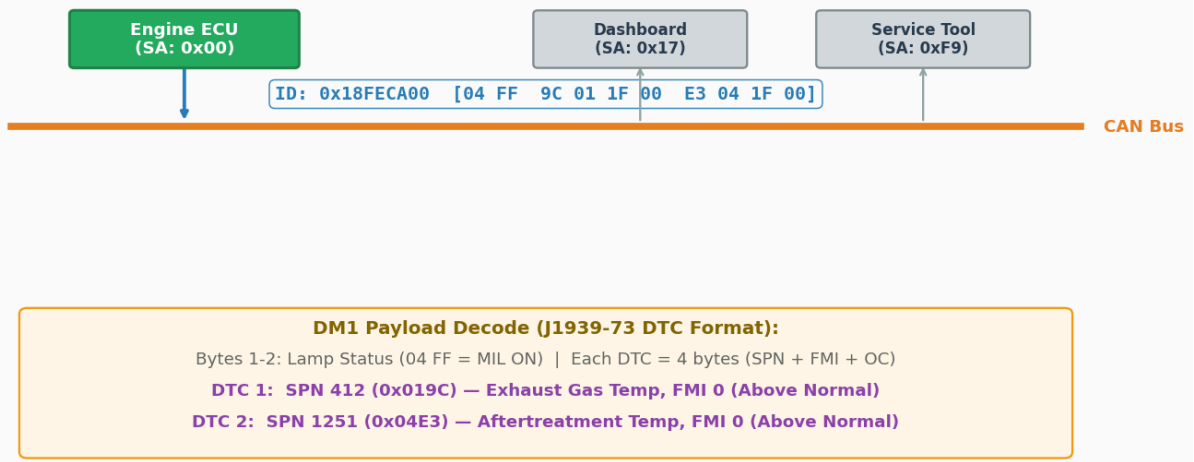 Engine ECU
(SA: 0x00)
Dashboard
(SA: 0x17)
Service Tool
(SA: 0xF9)
ID: 0x18FECA00  [04 FF  9C 01 1F 00  E3 04 1F 00]
CAN Bus
DM1 Payload Decode (J1939-73 DTC Format):
Bytes 1-2: Lamp Status (04 FF = MIL ON)  |  Each DTC = 4 bytes (SPN + FMI + OC)
DTC 1:  SPN 412 (0x019C) — Exhaust Gas Temp, FMI 0 (Above Normal)
DTC 2:  SPN 1251 (0x04E3) — Aftertreatment Temp, FMI 0 (Above Normal)